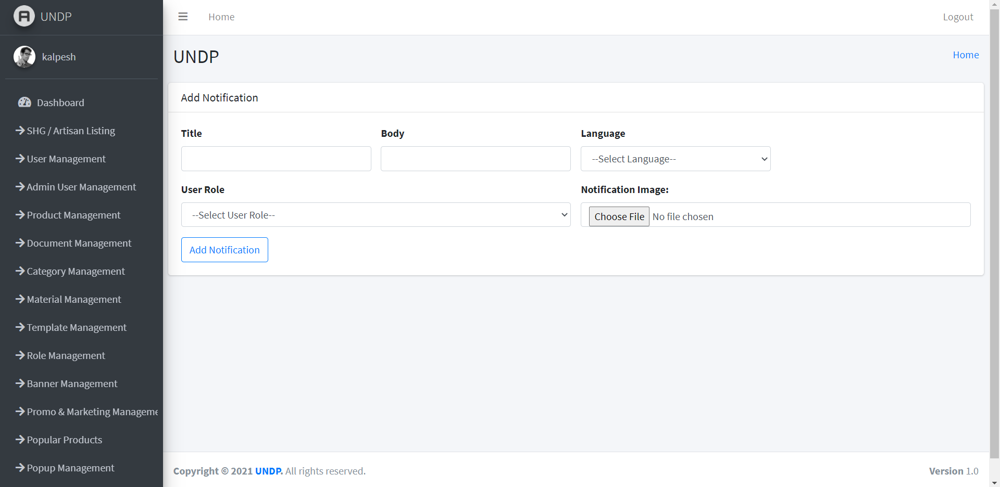 UNDP
Home
Logout
kalpesh
UNDP
Home
Dashboard
SHG / Artisan Listing
User Management
Admin User Management
Product Management
Document Management
Category Management
Material Management
Template Management
Role Management
Banner Management
Promo & Marketing Manageme
Popular Products
Popup Management
Add Notification
Title
Body
Language
--Select Language--
User Role
Notification Image:
--Select User Role--
Choose File No file chosen
Add Notification
Copyright © 2021 UNDP. All rights reserved.
Version 1.0